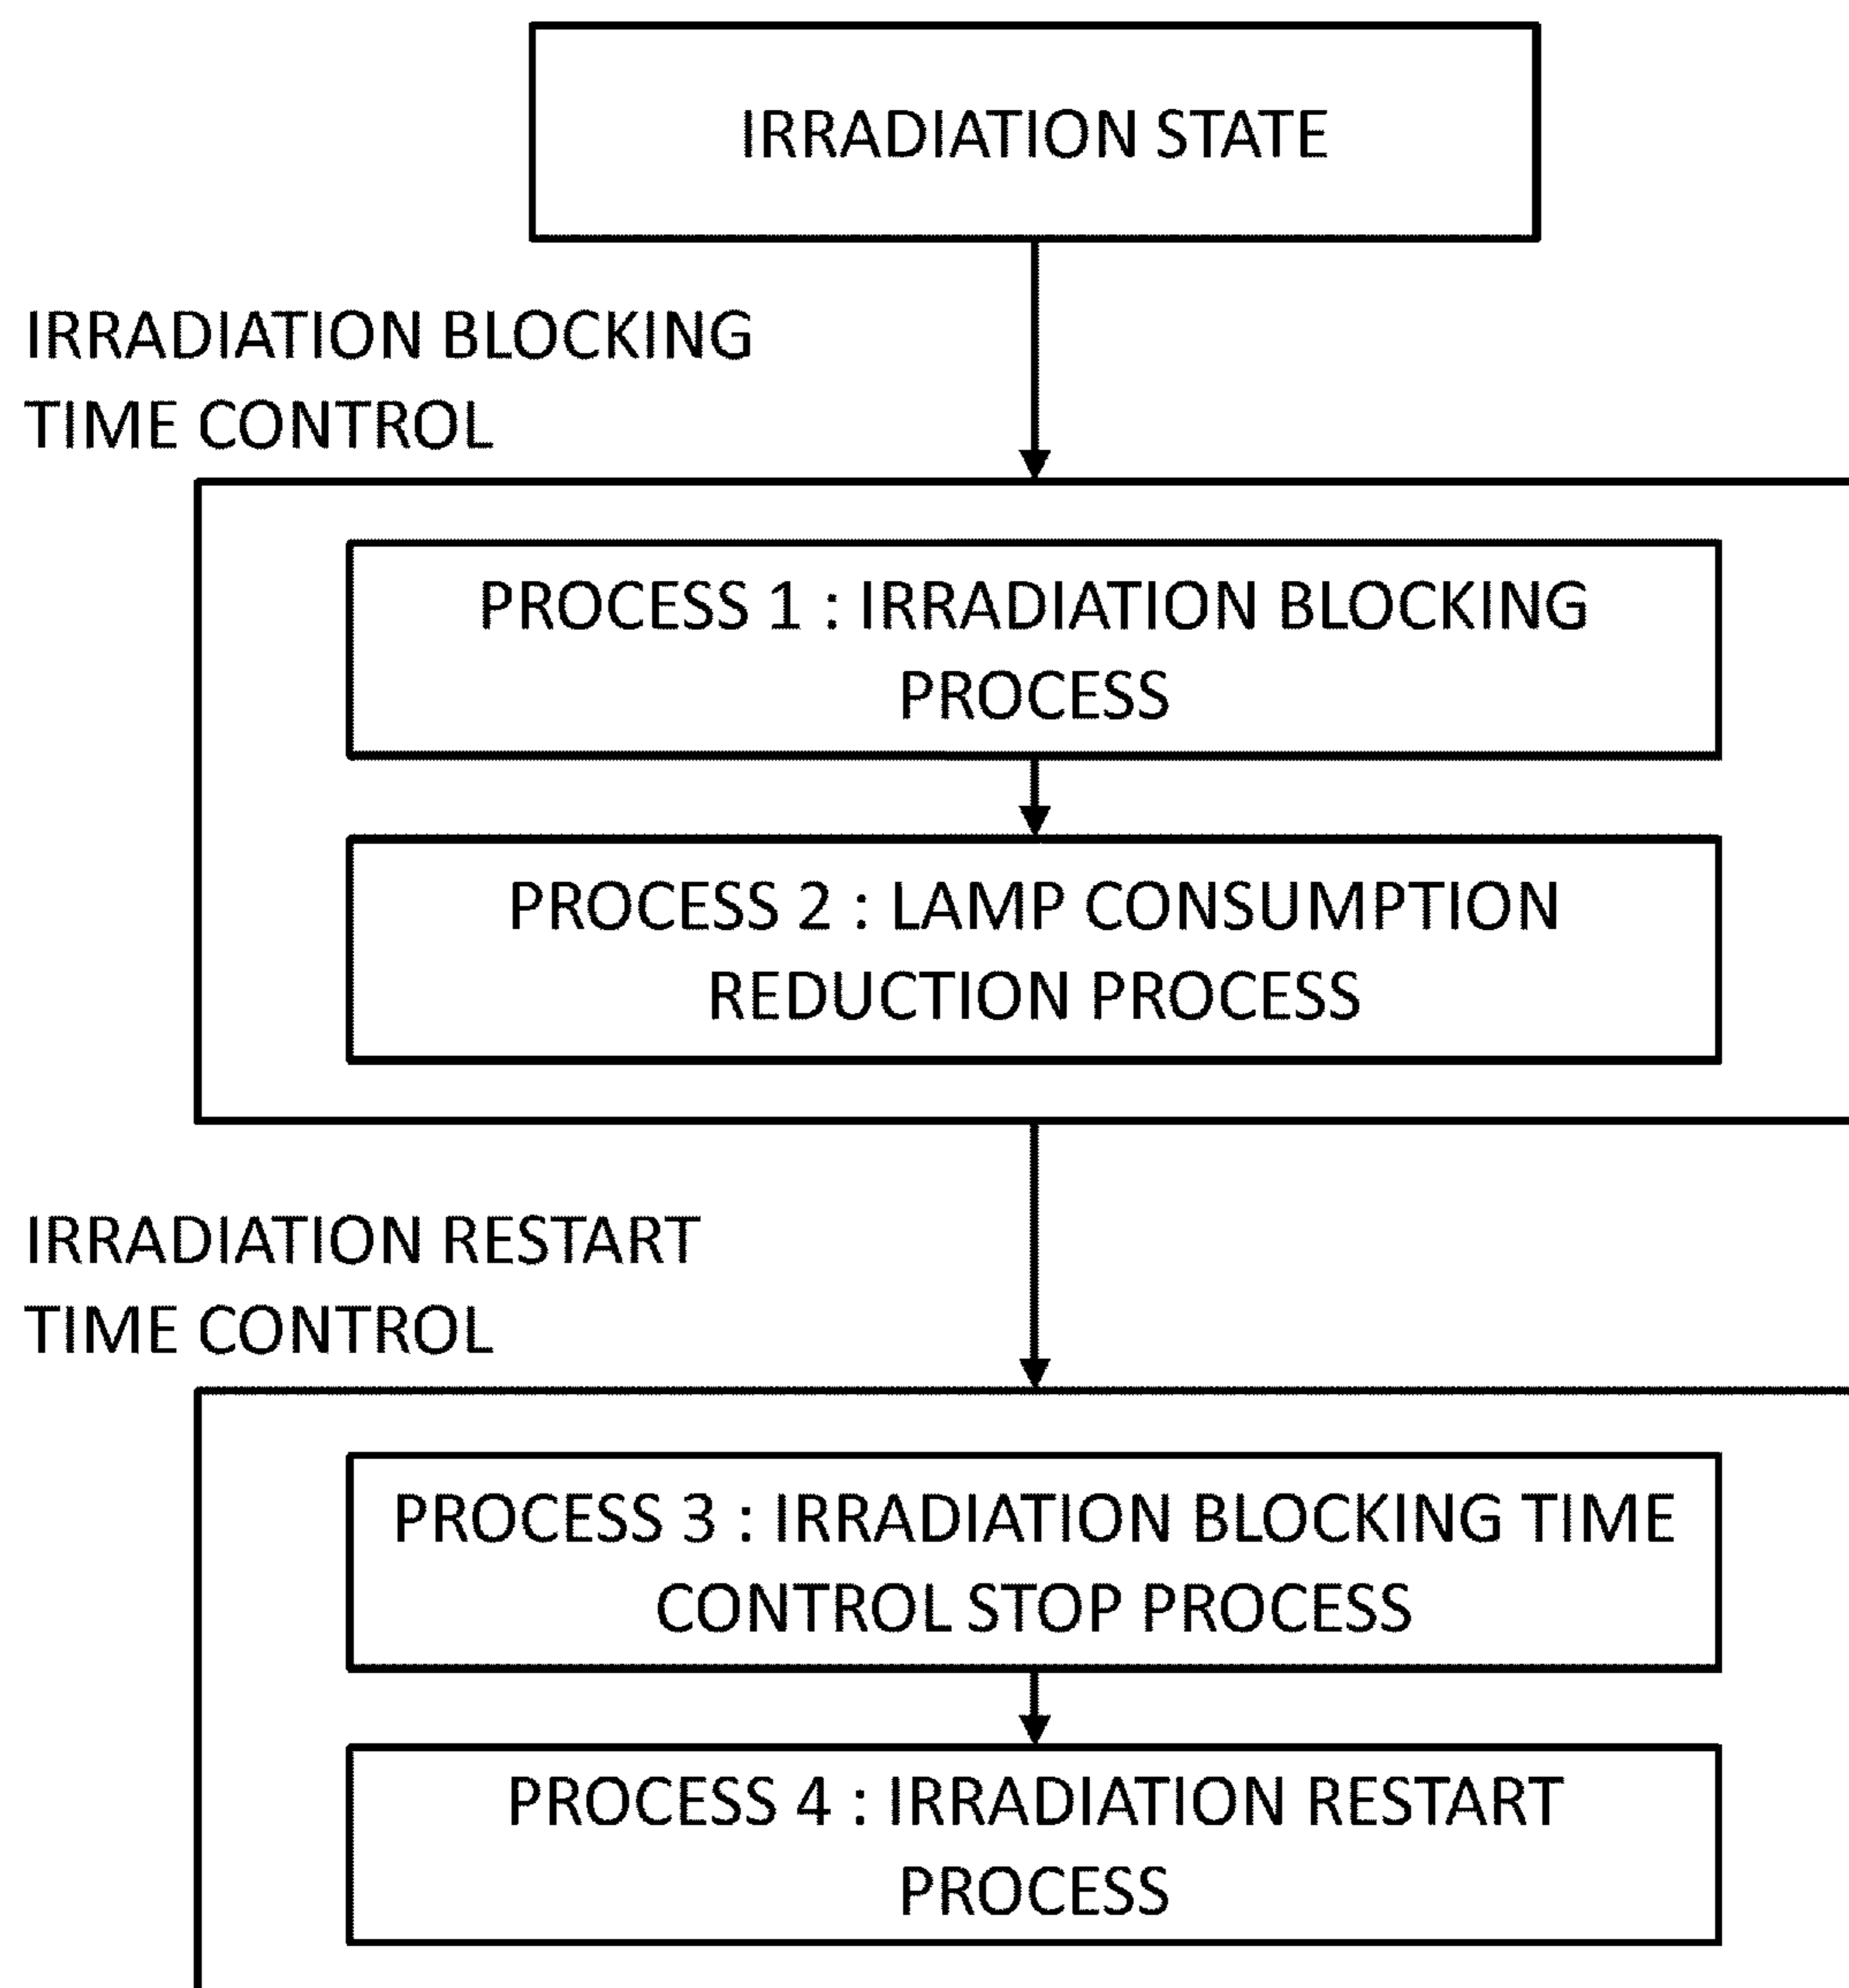 IRRADIATION STATE
IRRADIATION BLOCKING
TIME CONTROL
PROCESS 1 : IRRADIATION BLOCKING
PROCESS
PROCESS 2 : LAMP CONSUMPTION
REDUCTION PROCESS
IRRADIATION RESTART
TIME CONTROL
PROCESS 3 : IRRADIATION BLOCKING TIME
CONTROL STOP PROCESS
PROCESS 4 : IRRADIATION RESTART
PROCESS